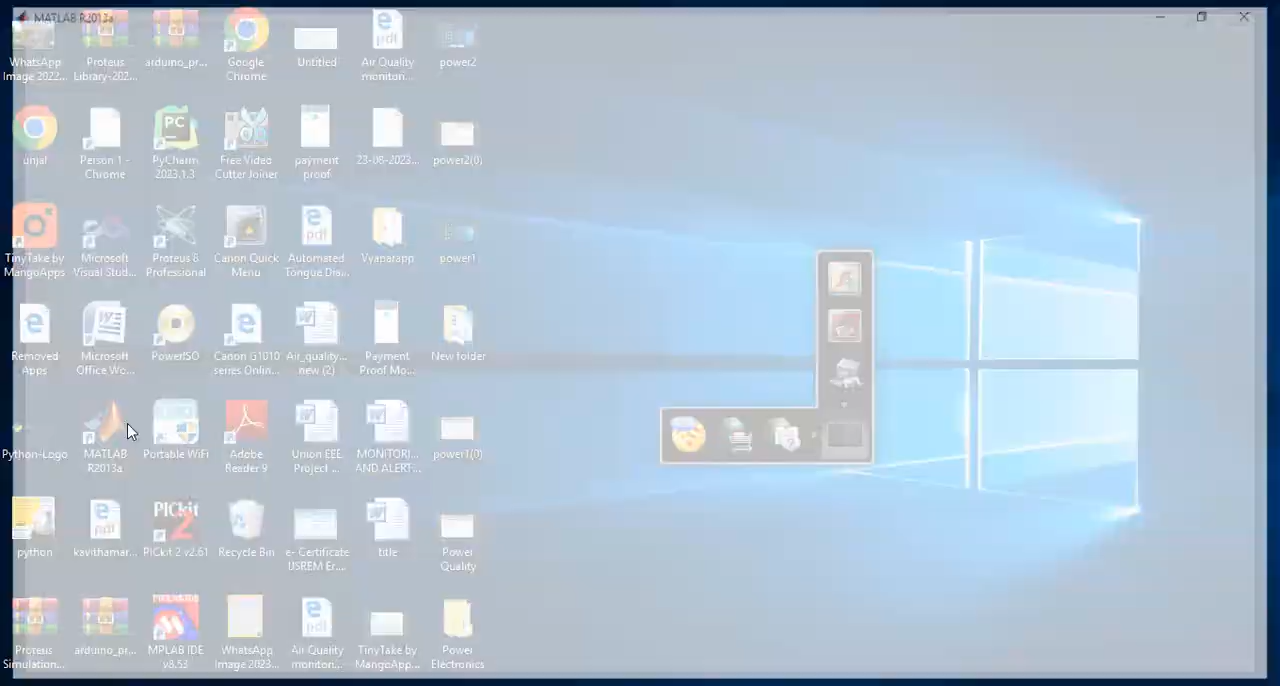 MATLAB R2013a
WhatsApp
Image 2022...
Proteus
Library-202...
arduino_pr...
Google
Chrome
Untitled
Air Quality
monitori...
power2
unjal
Person 1 -
Chrome
PyCharm
2023.1.3
Free Video
Cutter Joiner
payment
proof
23-06-2023...
power2(0)
TinyTake by
MangoApps
Microsoft
Visual Stud...
Proteus 8
Professional
Canon Quick
Menu
Automated
Tongue Dia...
Vyaparapp
power1
Removed
Apps
Microsoft
Office Wo...
PowerISO
Canon G1010
series Onlin...
Air_quality...
new (2)
Payment
Proof Mo...
New folder
Python-Logo
MATLAB
R2013a
Portable WiFi
Adobe
Reader 9
Union EEE
Project ...
MONITORI...
AND ALERT...
power1(0)
python
kavithamar...
PICkit 2 v2.61
Recycle Bin
e- Certificate
IJSREM Er...
title
Power
Quality
Proteus
Simulation...
arduino_pr...
MPLAB IDE
v8.53
WhatsApp
Image 2023...
Air Quality
monitori...
TinyTake by
MangoApp...
Power
Electronics